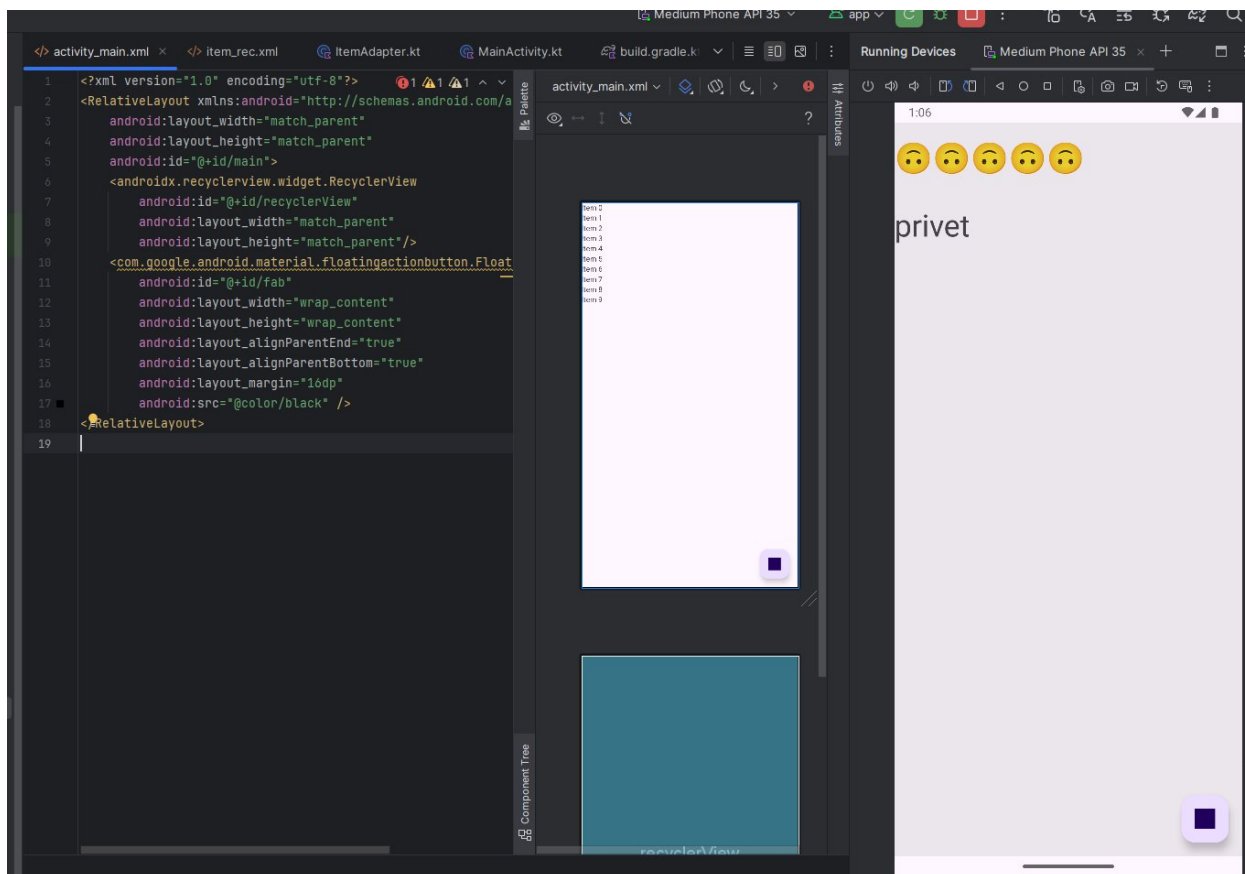 Medium Phone API 35
app
activity_main.xml
item_rec.xml
ItemAdapter.kt
MainActivity.kt
build.gradle.k
Running Devices
Medium Phone API 35
1 <?xml version="1.0" encoding="utf-8"?>
1 1 1
2 <RelativeLayout xmlns:android="http://schemas.android.com/a
3 android:layout_width="match_parent"
4 android:layout_height="match_parent"
5 android:id="@+id/main">
6 <androidx.recyclerview.widget.RecyclerView
7 android:id="@+id/recyclerView"
8 android:layout_width="match_parent"
9 android:layout_height="match_parent"/>
10 <com.google.android.material.floatingactionbutton.Float
11 android:id="@+id/fab"
12 android:layout_width="wrap_content"
13 android:layout_height="wrap_content"
14 android:layout_alignParentEnd="true"
15 android:layout_alignParentBottom="true"
16 android:layout_margin="16dp"
17 android:src="@color/black" />
18 </RelativeLayout>
19
Palette
Component Tree
activity_main.xml
?
Attributes
Item 0
Item 1
Item 2
Item 3
Item 4
Item 5
Item 6
Item 7
Item 8
Item 9
recyclerView
1:06
🙃🙃🙃🙃🙃
privet